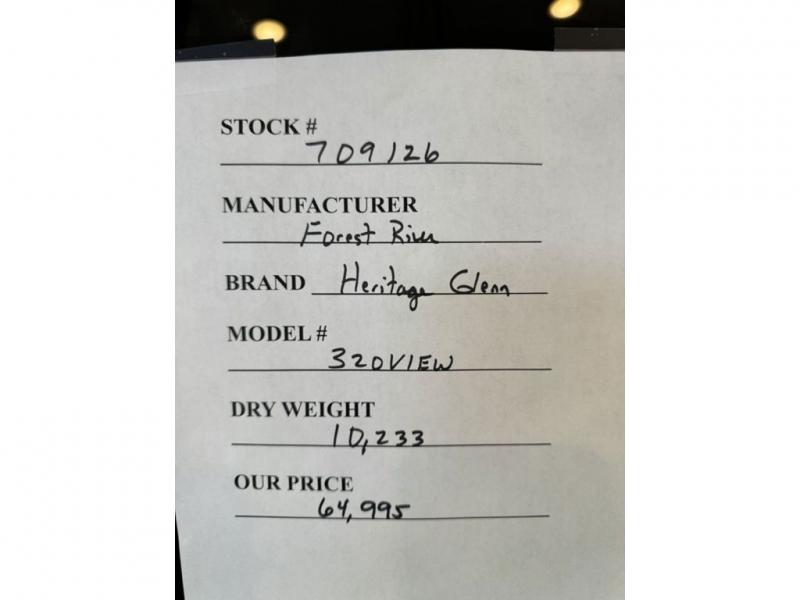 STOCK #
709126
MANUFACTURER
Forest River
BRAND Heritage Glenn
MODEL #
320VIEW
DRY WEIGHT
10,233
OUR PRICE
64,995